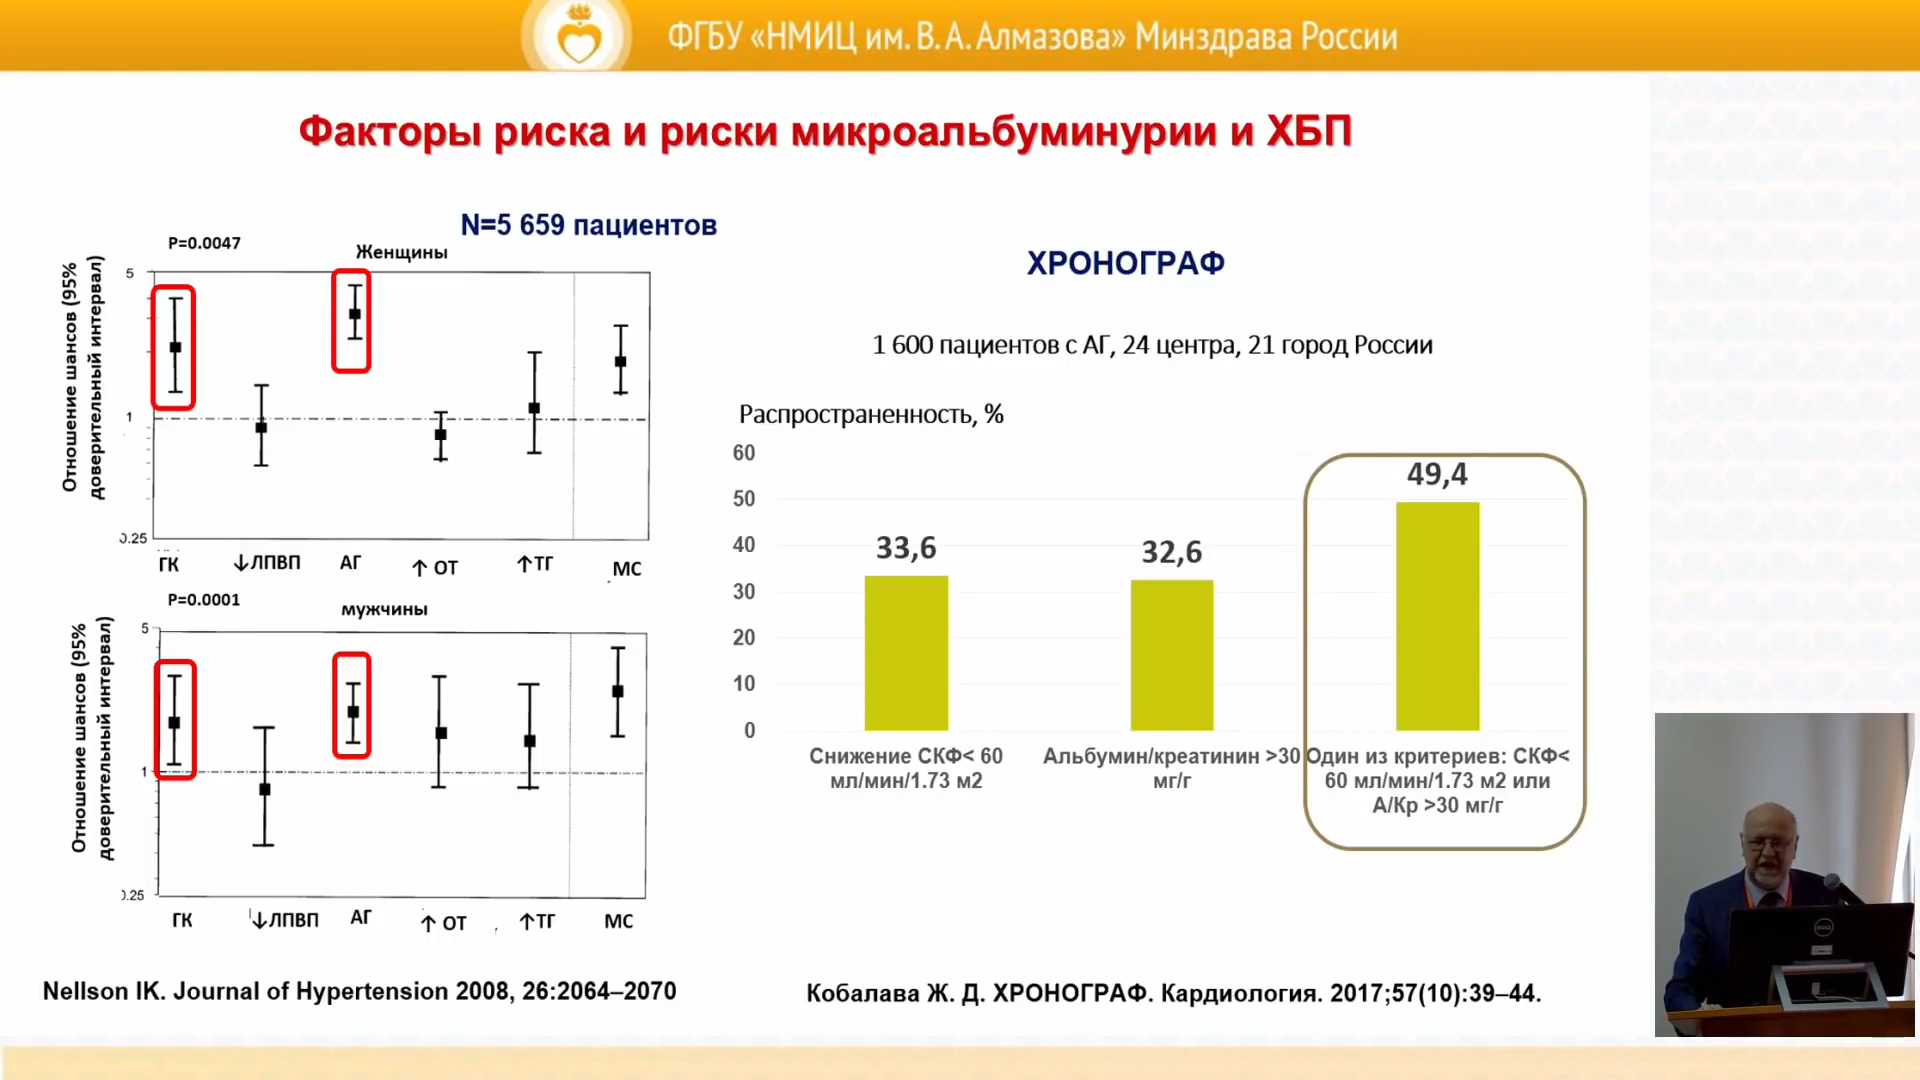 ФГБУ «НМИЦ им. В. А. Алмазова» Минздрава России
Факторы риска и риски микроальбуминурии и ХБП
N=5 659 пациентов
P=0.0047
Женщины
Отношение шансов (95%
доверительный интервал)
5
1
0.25
ГК
↓ЛПВП
АГ
↑ ОТ
↑ТГ
МС
P=0.0001
мужчины
Отношение шансов (95%
доверительный интервал)
5
1
0.25
ГК
↓ЛПВП
АГ
↑ ОТ
↑ТГ
МС
Nellson IK. Journal of Hypertension 2008, 26:2064–2070
ХРОНОГРАФ
1 600 пациентов с АГ, 24 центра, 21 город России
Распространенность, %
60
50
40
30
20
10
0
33,6
32,6
49,4
Снижение СКФ< 60
мл/мин/1.73 м2
Альбумин/креатинин >30
мг/г
Один из критериев: СКФ<
60 мл/мин/1.73 м2 или
А/Кр >30 мг/г
Кобалава Ж. Д. ХРОНОГРАФ. Кардиология. 2017;57(10):39–44.
DELL